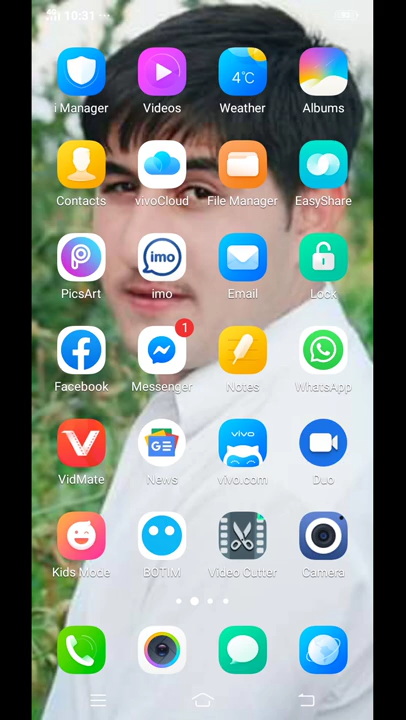 10:31
i Manager Videos Weather Albums
4°C
Contacts vivoCloud File Manager EasyShare
imo
PicsArt imo Email Lock
1
Facebook Messenger Notes WhatsApp
GE vivo
VidMate News vivo.com Duo
Kids Mode BOTIM Video Cutter Camera